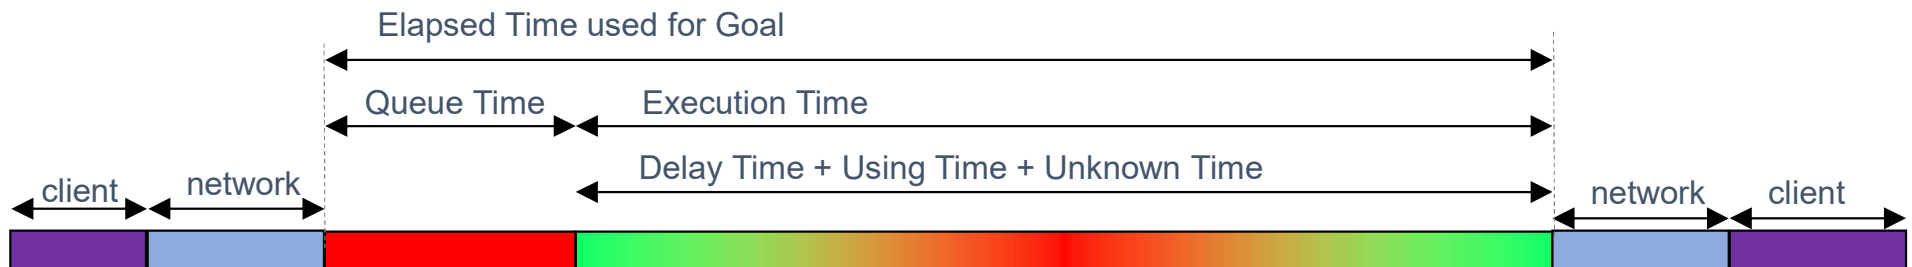 Elapsed Time used for Goal
Queue Time
Execution Time
Delay Time + Using Time + Unknown Time
client
network
network
client